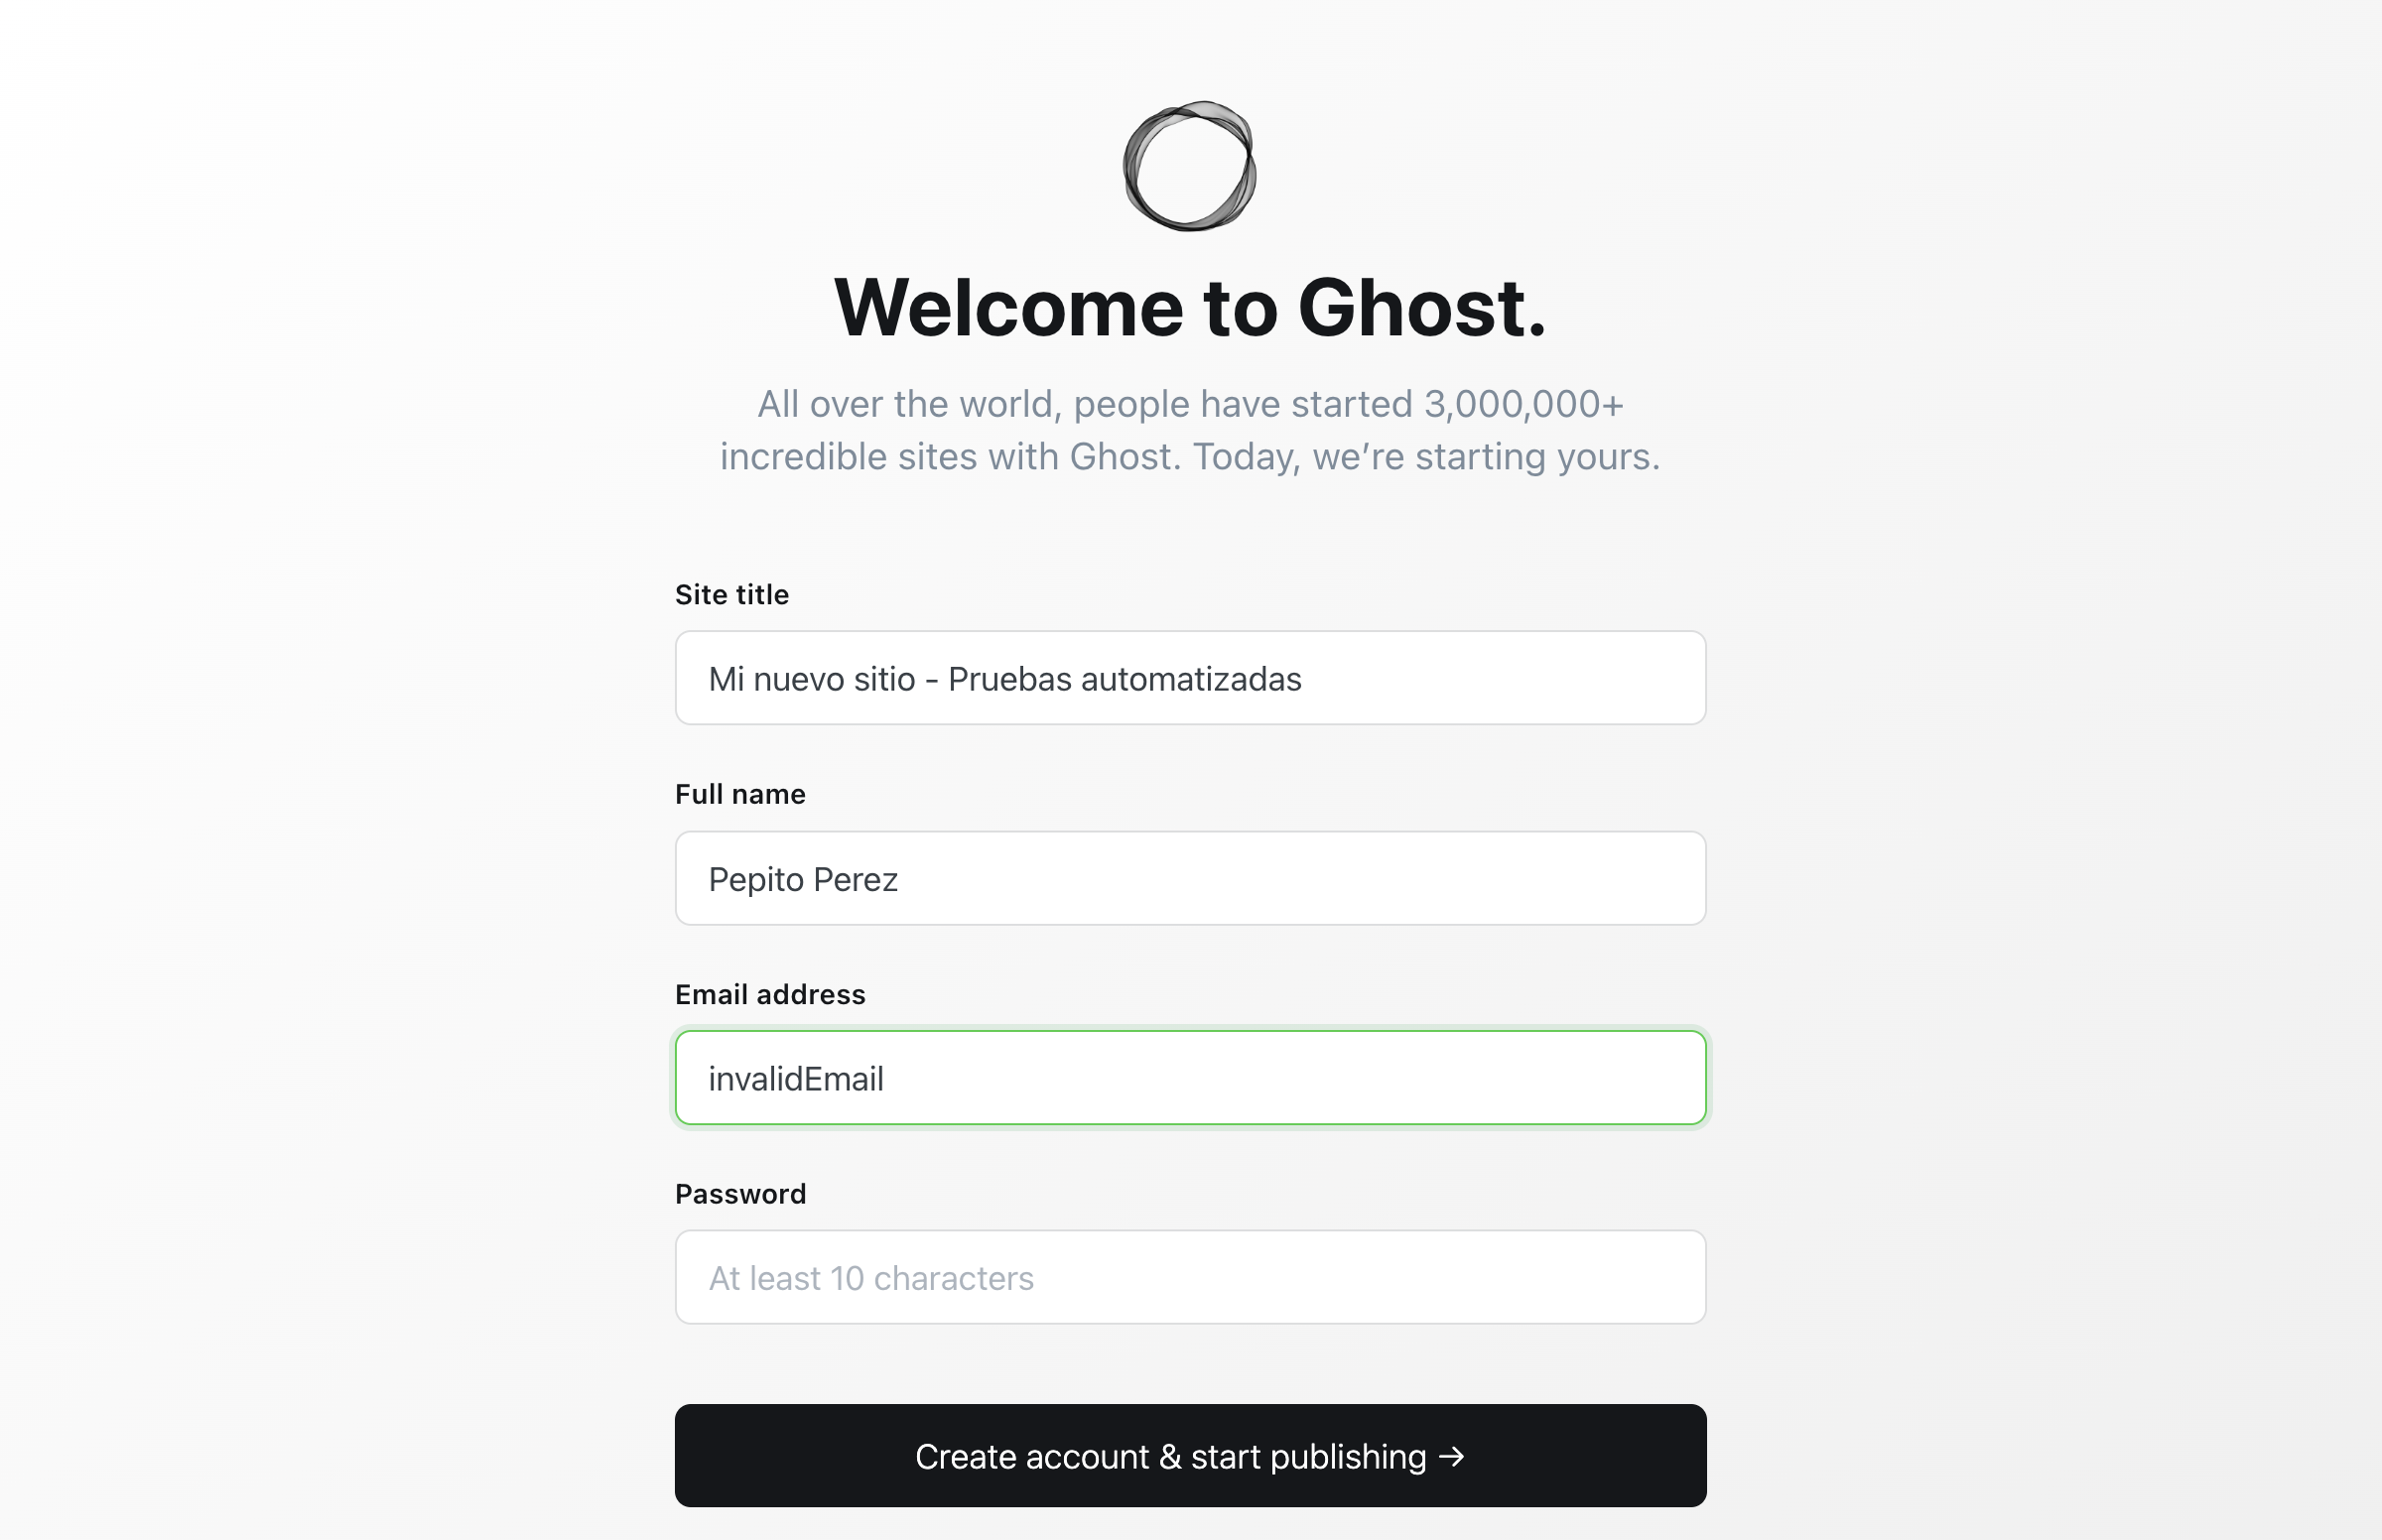 Welcome to Ghost.
All over the world, people have started 3,000,000+
incredible sites with Ghost. Today, we’re starting yours.
Site title
Mi nuevo sitio - Pruebas automatizadas
Full name
Pepito Perez
Email address
invalidEmail
Password
At least 10 characters
Create account & start publishing →